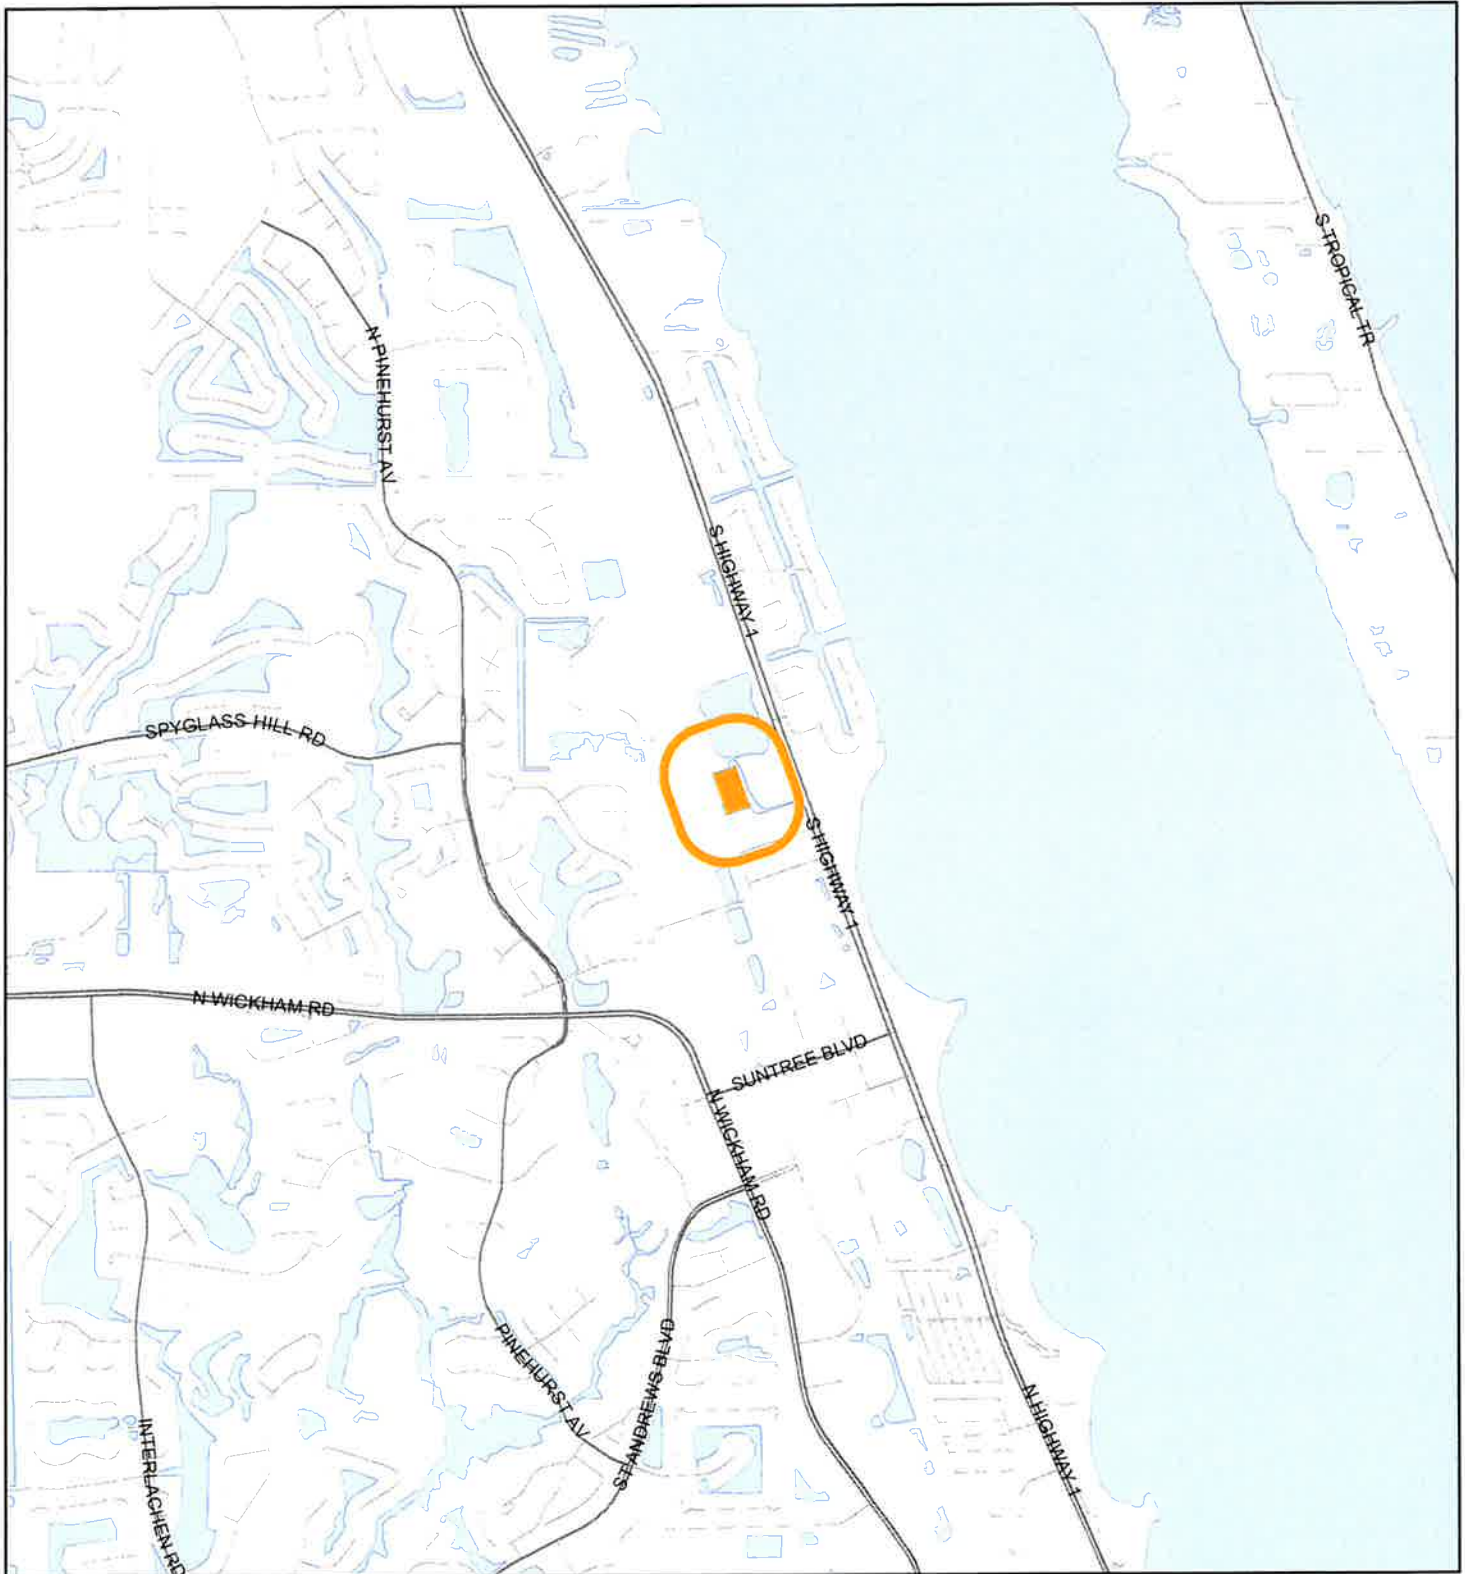 S TROPICAL TR
N PINEHURST AV
S HIGHWAY 1
SPYGLASS HILL RD
S HIGHWAY 1
N WICKHAM RD
SUNTREE BLVD
N WICKHAM RD
PINEHURST AV
ST ANDREWS BLVD
N HIGHWAY 1
INTERLACHEN RD